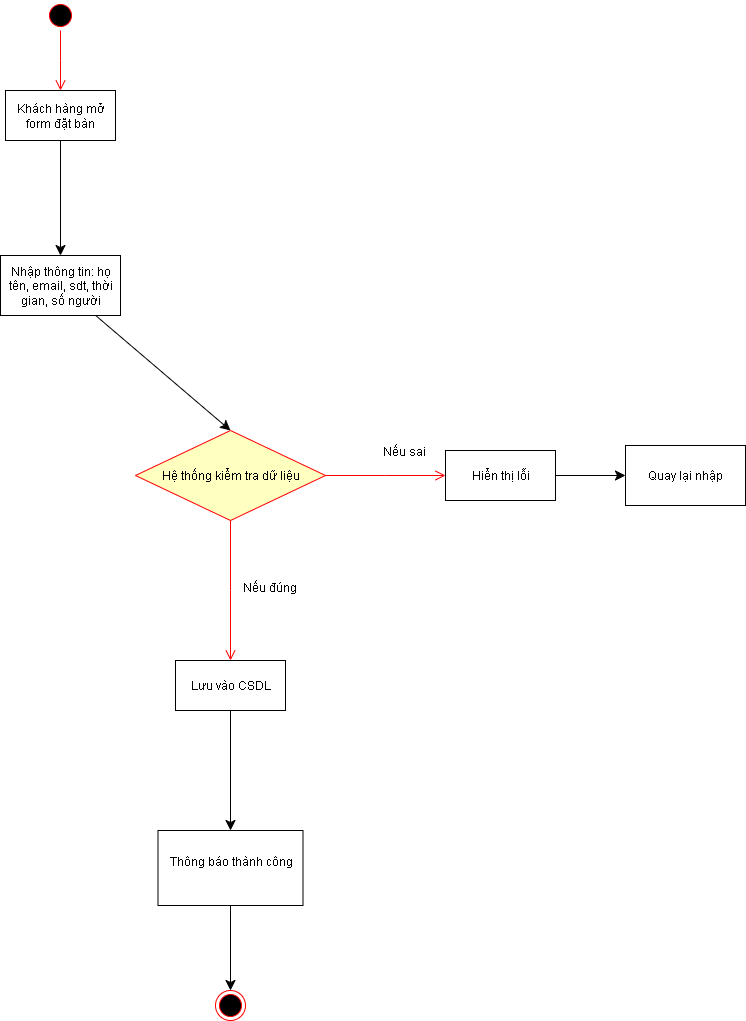 Khách hàng mở
form đặt bàn
Nhập thông tin: họ
tên, email, sdt, thời
gian, số người
Hệ thống kiểm tra dữ liệu
Nếu sai
Hiển thị lỗi
Quay lại nhập
Nếu đúng
Lưu vào CSDL
Thông báo thành công